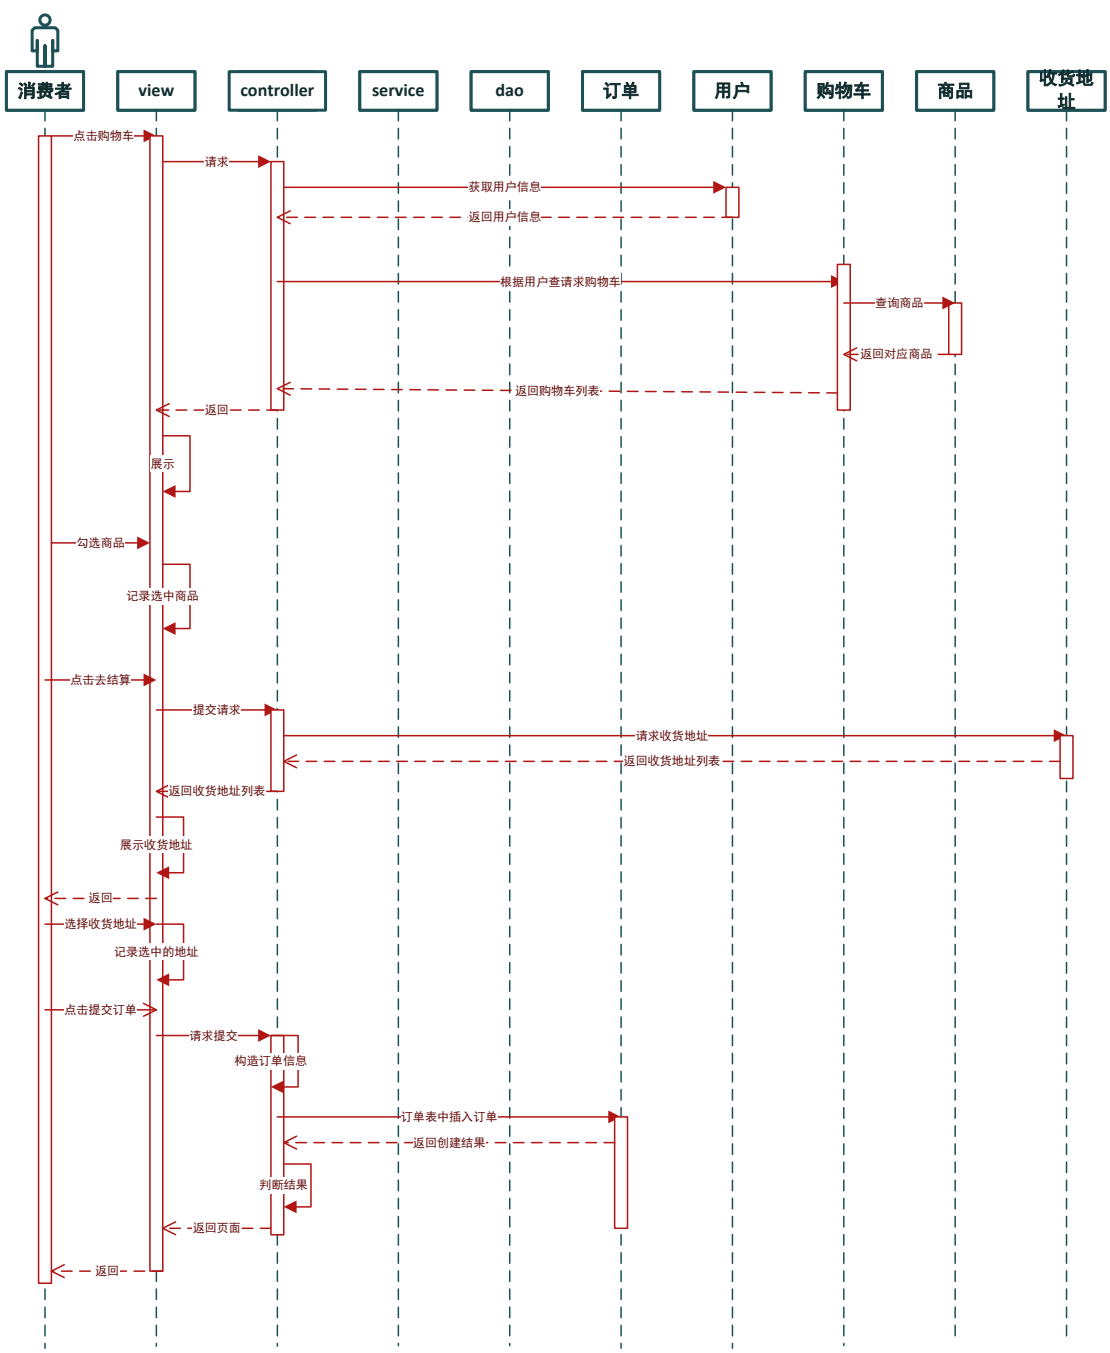 消费者
view
controller
service
dao
订单
用户
购物车
商品
收货地
址
点击购物车
请求
获取用户信息
返回用户信息
根据用户查请求购物车
查询商品
返回对应商品
返回购物车列表
返回
展示
勾选商品
记录选中商品
点击去结算
提交请求
请求收货地址
返回收货地址列表
返回收货地址列表
展示收货地址
返回
选择收货地址
记录选中的地址
点击提交订单
请求提交
构造订单信息
订单表中插入订单
返回创建结果
判断结果
返回页面
返回